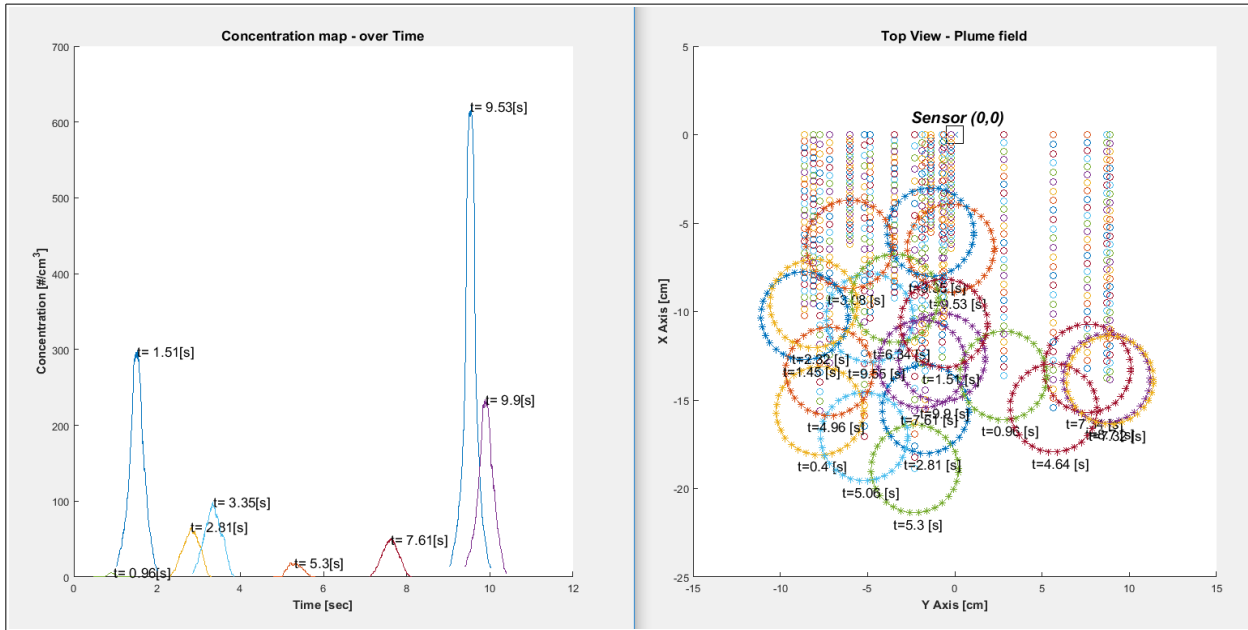 Concentration map - over Time
700
600
500
400
300
200
100
0
0
2
4
6
8
10
12
Concentration [#/cm³]
Time [sec]
t= 9.53[s]
t= 1.51[s]
t= 9.9[s]
t= 3.35[s]
t= 2.81[s]
t= 7.61[s]
t= 5.3[s]
t= 0.96[s]
Top View - Plume field
5
0
-5
-10
-15
-20
-25
-15
-10
-5
0
5
10
15
X Axis [cm]
Y Axis [cm]
Sensor (0,0)
t=3.35 [s]
t=3.08 [s]
t=9.53 [s]
t=6.34 [s]
t=2.32 [s]
t=1.45 [s]
t=9.55 [s]
t=1.51 [s]
t=4.96 [s]
t=9.9 [s]
t=7.61 [s]
t=0.96 [s]
t=0.4 [s]
t=2.81 [s]
t=4.64 [s]
t=5.06 [s]
t=5.3 [s]